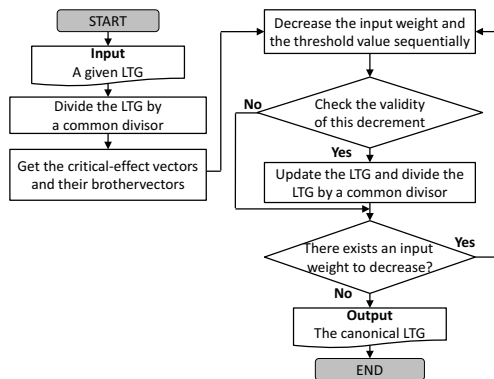 START
Input
A given LTG
Divide the LTG by
a common divisor
Get the critical-effect vectors
and their brothervectors
Decrease the input weight and
the threshold value sequentially
No
Check the validity
of this decrement
Yes
Update the LTG and divide the
LTG by a common divisor
There exists an input
weight to decrease?
Yes
No
Output
The canonical LTG
END